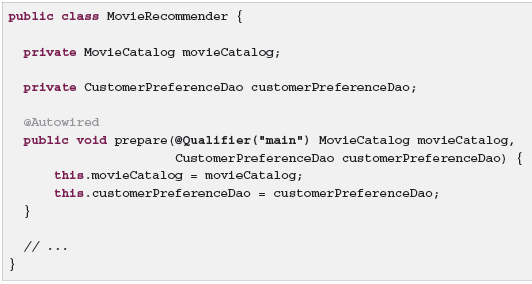 public class MovieRecommender {
private MovieCatalog movieCatalog;
private CustomerPreferenceDao customerPreferenceDao;
@Autowired
public void prepare(@Qualifier("main") MovieCatalog movieCatalog,
CustomerPreferenceDao customerPreferenceDao) {
this.movieCatalog = movieCatalog;
this.customerPreferenceDao = customerPreferenceDao;
}
// ...
}